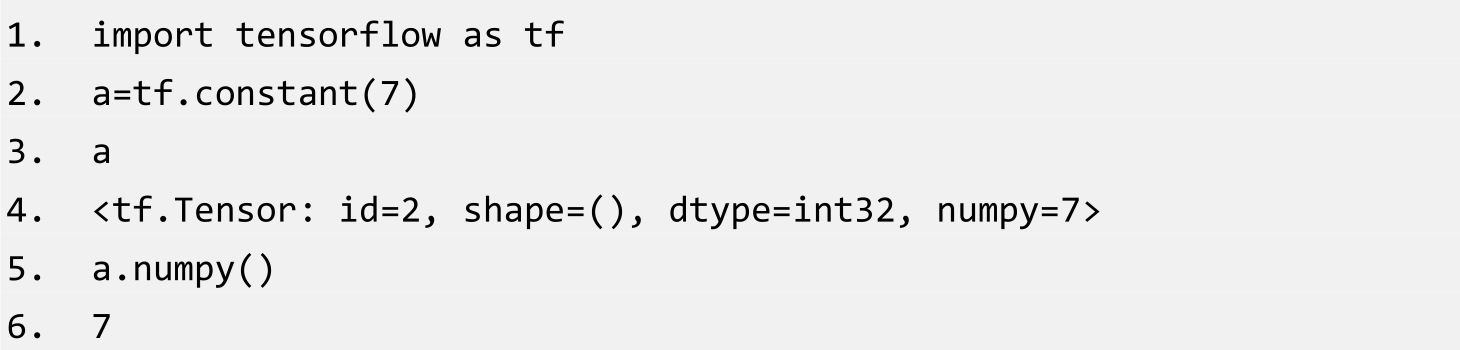 1. import tensorflow as tf
2. a=tf.constant(7)
3. a
4. <tf.Tensor: id=2, shape=(), dtype=int32, numpy=7>
5. a.numpy()
6. 7